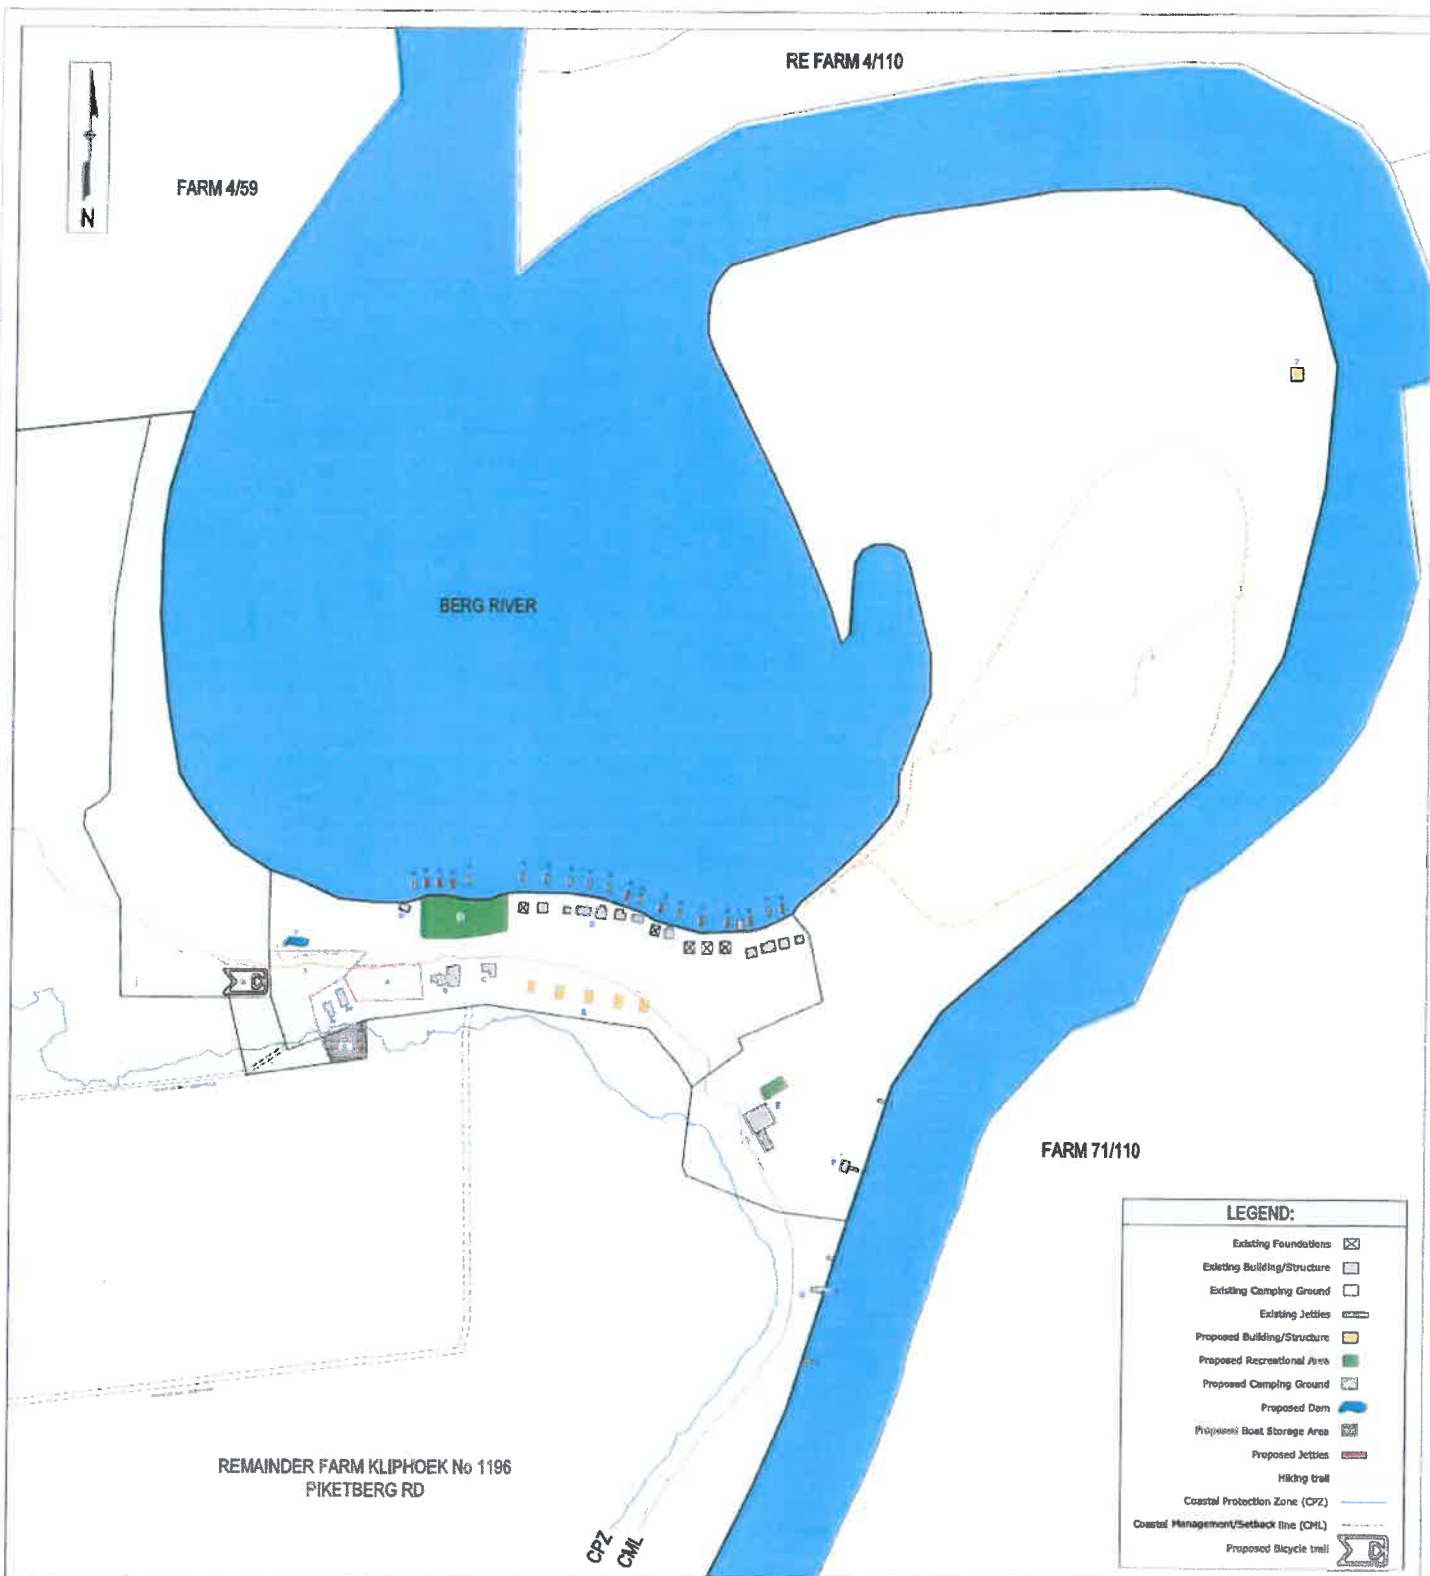 RE FARM 4/110
FARM 4/59
N
BERG RIVER
FARM 71/110
REMAINDER FARM KLIPHOEK No 1196
PIKETBERG RD
CPZ
CML
LEGEND:
Existing Foundations
Existing Building/Structure
Existing Camping Ground
Existing Jetties
Proposed Building/Structure
Proposed Recreational Area
Proposed Camping Ground
Proposed Dam
Proposed Boat Storage Area
Proposed Jetties
Hiking trail
Coastal Protection Zone (CPZ)
Coastal Management/Setback line (CML)
Proposed Bicycle trail